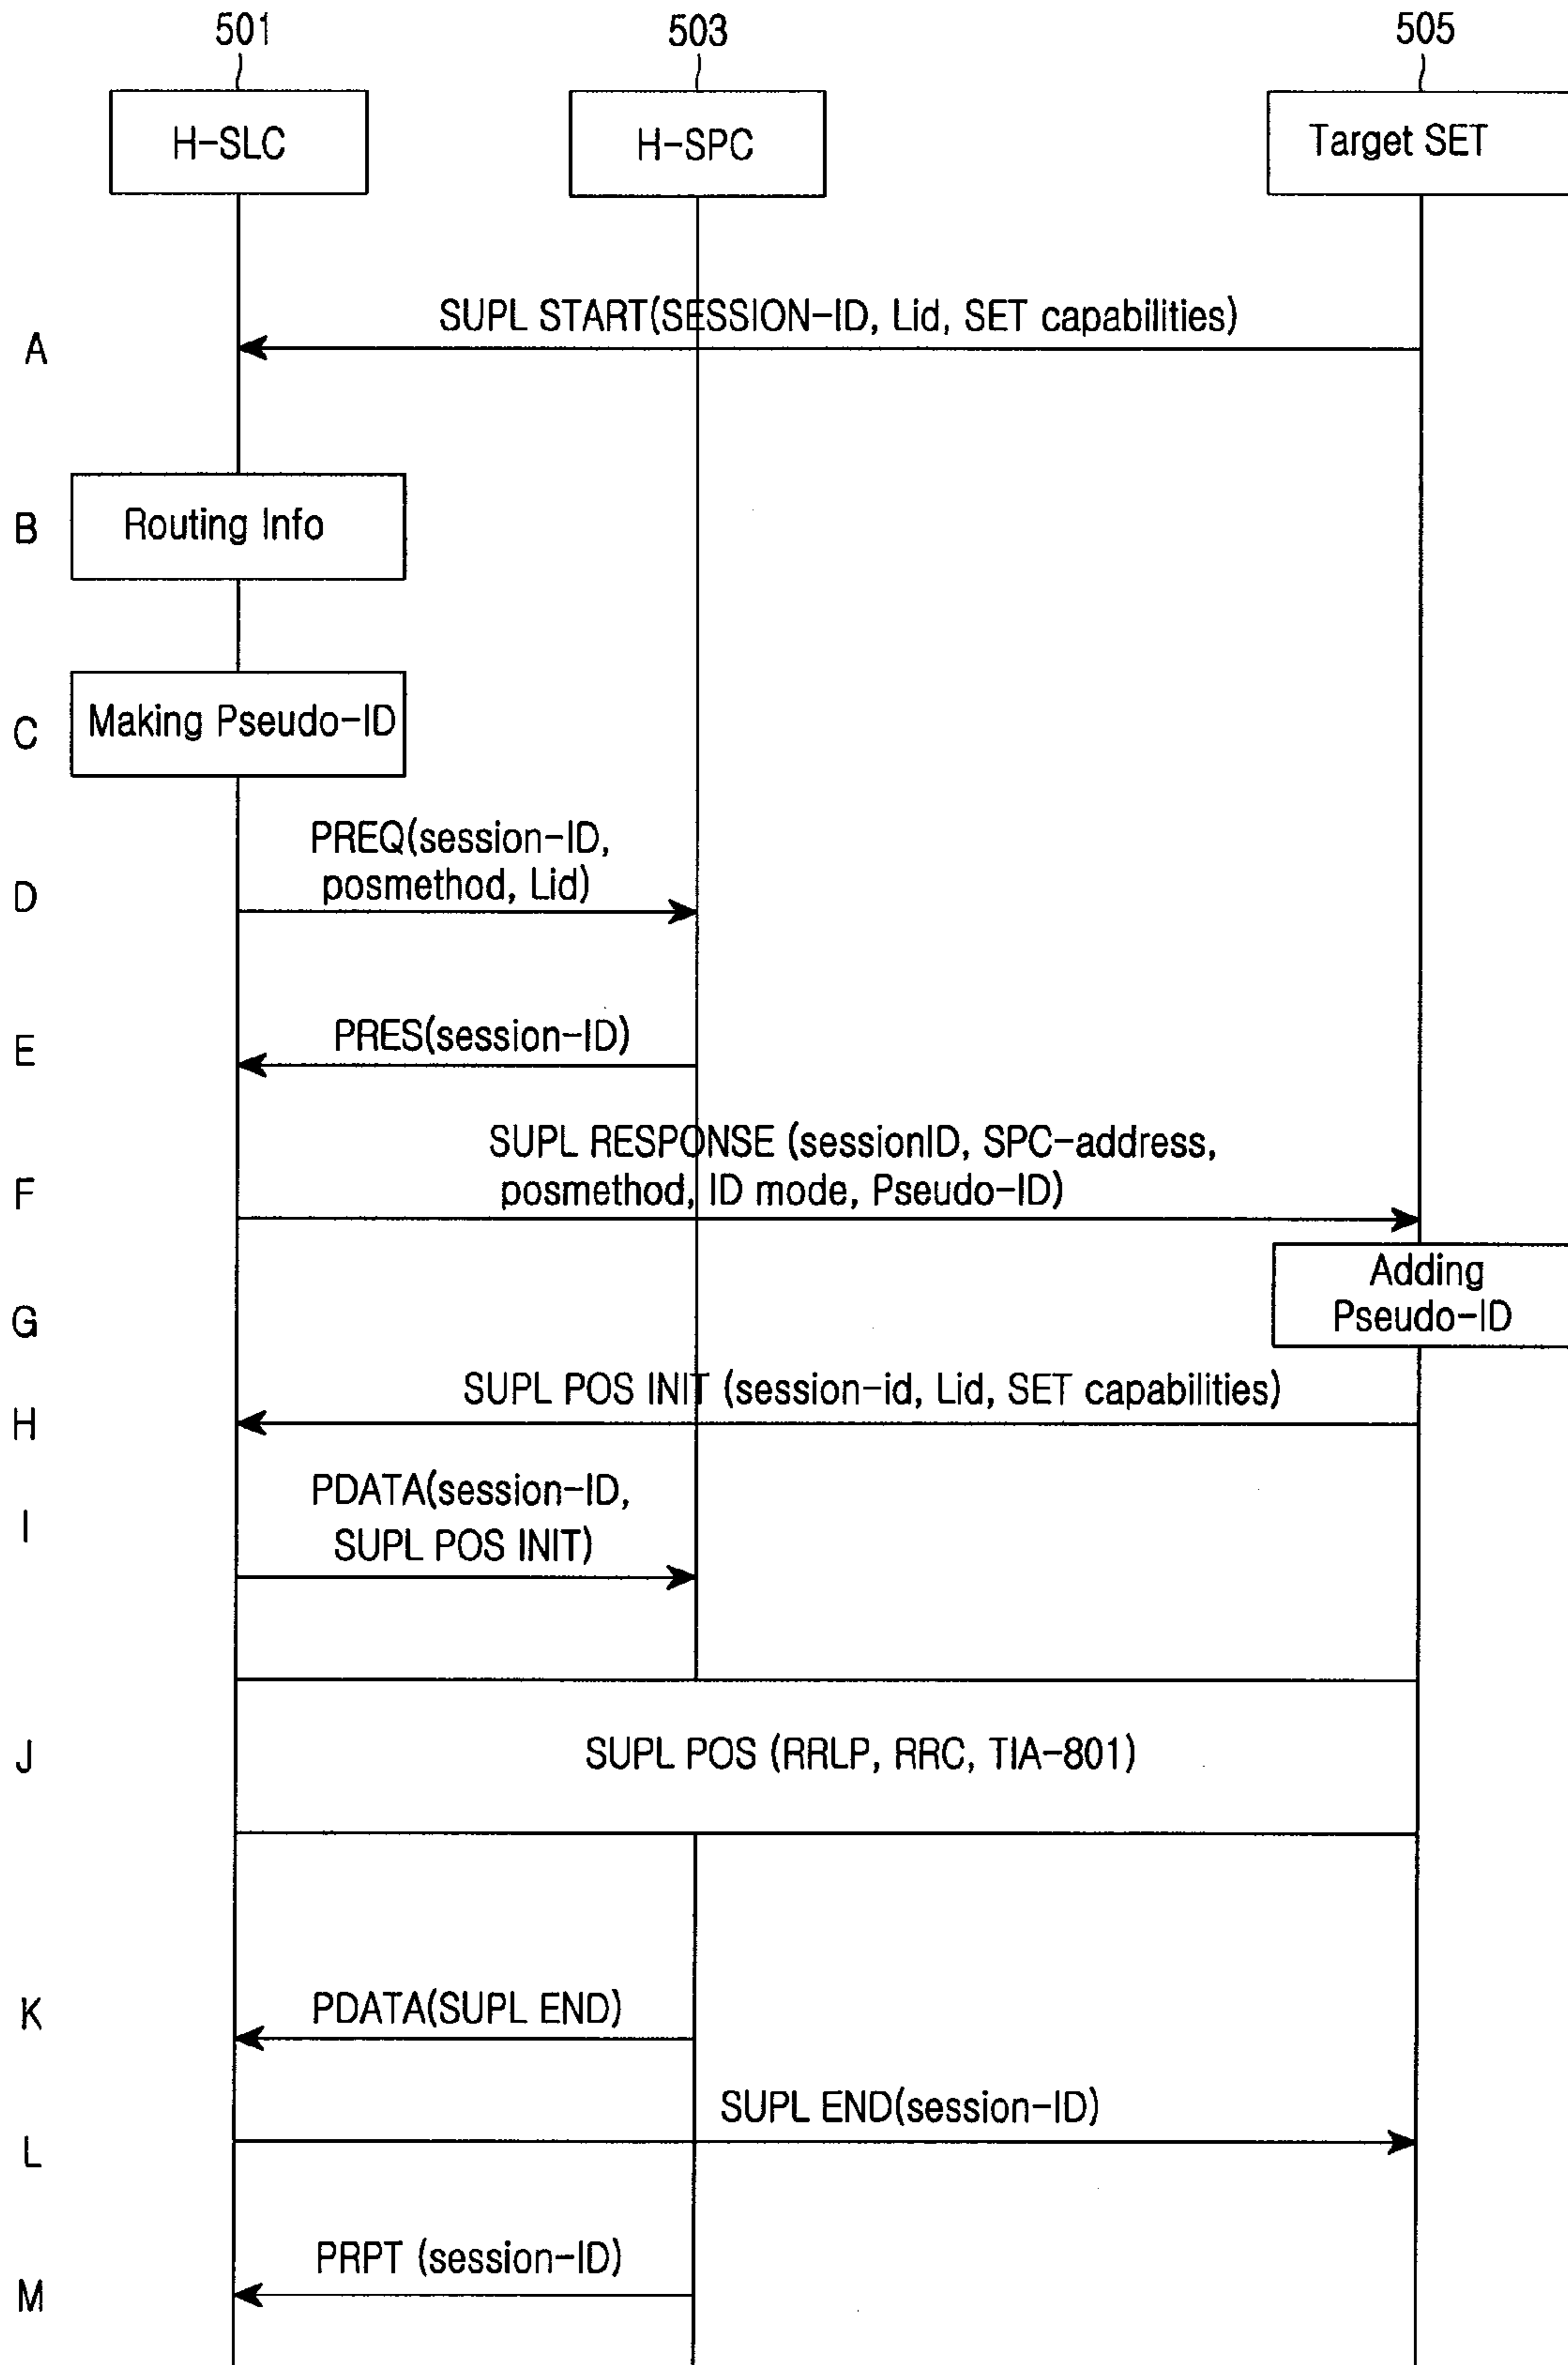 501
503
505
H-SLC
H-SPC
Target SET
SUPL START(SESSION-ID, Lid, SET capabilities)
A
Routing Info
B
Making Pseudo-ID
C
PREQ(session-ID,
posmethod, Lid)
D
PRES(session-ID)
E
SUPL RESPONSE (sessionID, SPC-address,
posmethod, ID mode, Pseudo-ID)
F
Adding
Pseudo-ID
G
SUPL POS INIT (session-id, Lid, SET capabilities)
H
PDATA(session-ID,
SUPL POS INIT)
I
SUPL POS (RRLP, RRC, TIA-801)
J
PDATA(SUPL END)
K
SUPL END(session-ID)
L
PRPT (session-ID)
M